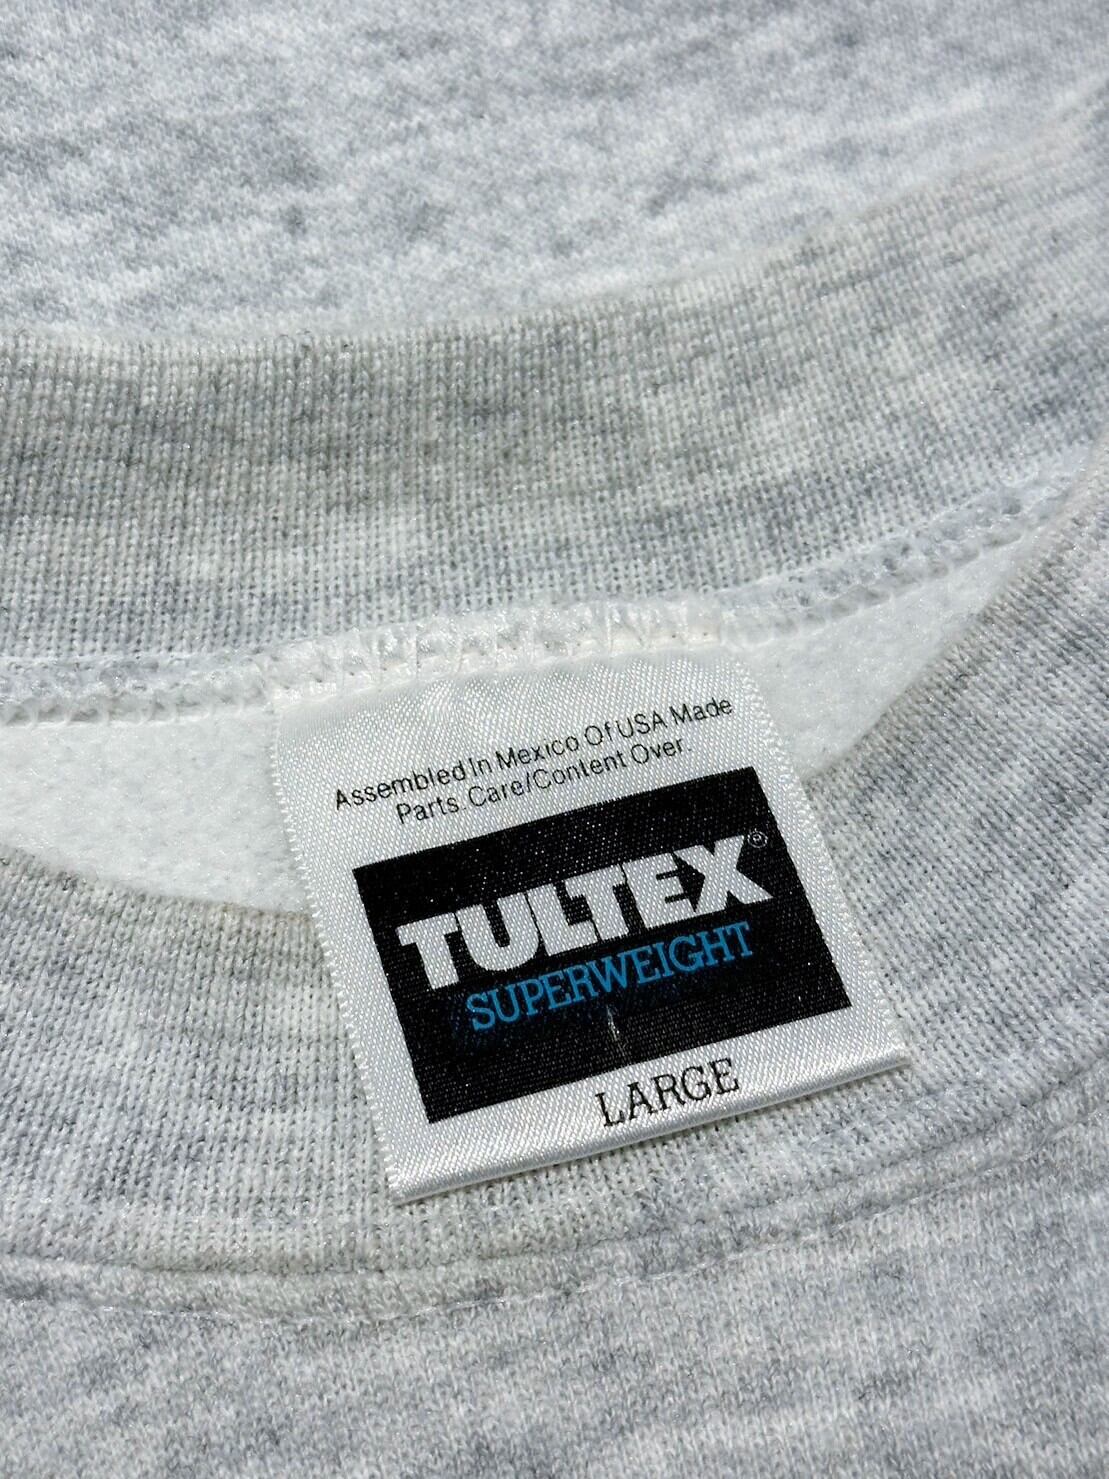 Assembled In Mexico Of USA Made
Parts. Care/Content Over.
TULTEX®
SUPERWEIGHT
LARGE